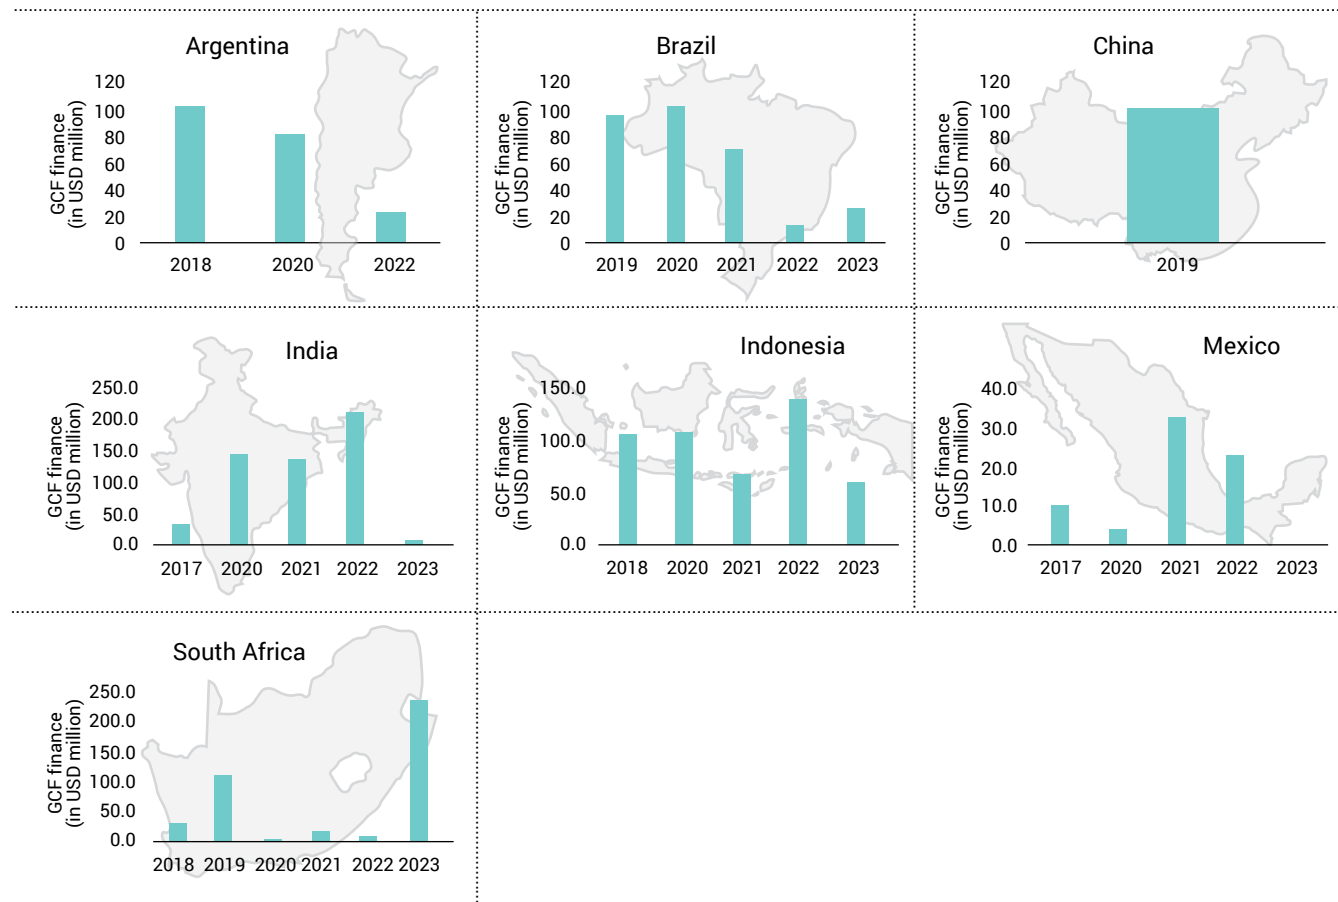 Argentina
GCF finance
(in USD million)
120
100
80
60
40
20
0
2018 2020 2022
Brazil
GCF finance
(in USD million)
120
100
80
60
40
20
0
2019 2020 2021 2022 2023
China
GCF finance
(in USD million)
120
100
80
60
40
20
0
2019
India
GCF finance
(in USD million)
250.0
200.0
150.0
100.0
50.0
0.0
2017 2020 2021 2022 2023
Indonesia
GCF finance
(in USD million)
150.0
100.0
50.0
0.0
2018 2020 2021 2022 2023
Mexico
GCF finance
(in USD million)
40.0
30.0
20.0
10.0
0.0
2017 2020 2021 2022 2023
South Africa
GCF finance
(in USD million)
250.0
200.0
150.0
100.0
50.0
0.0
2018 2019 2020 2021 2022 2023